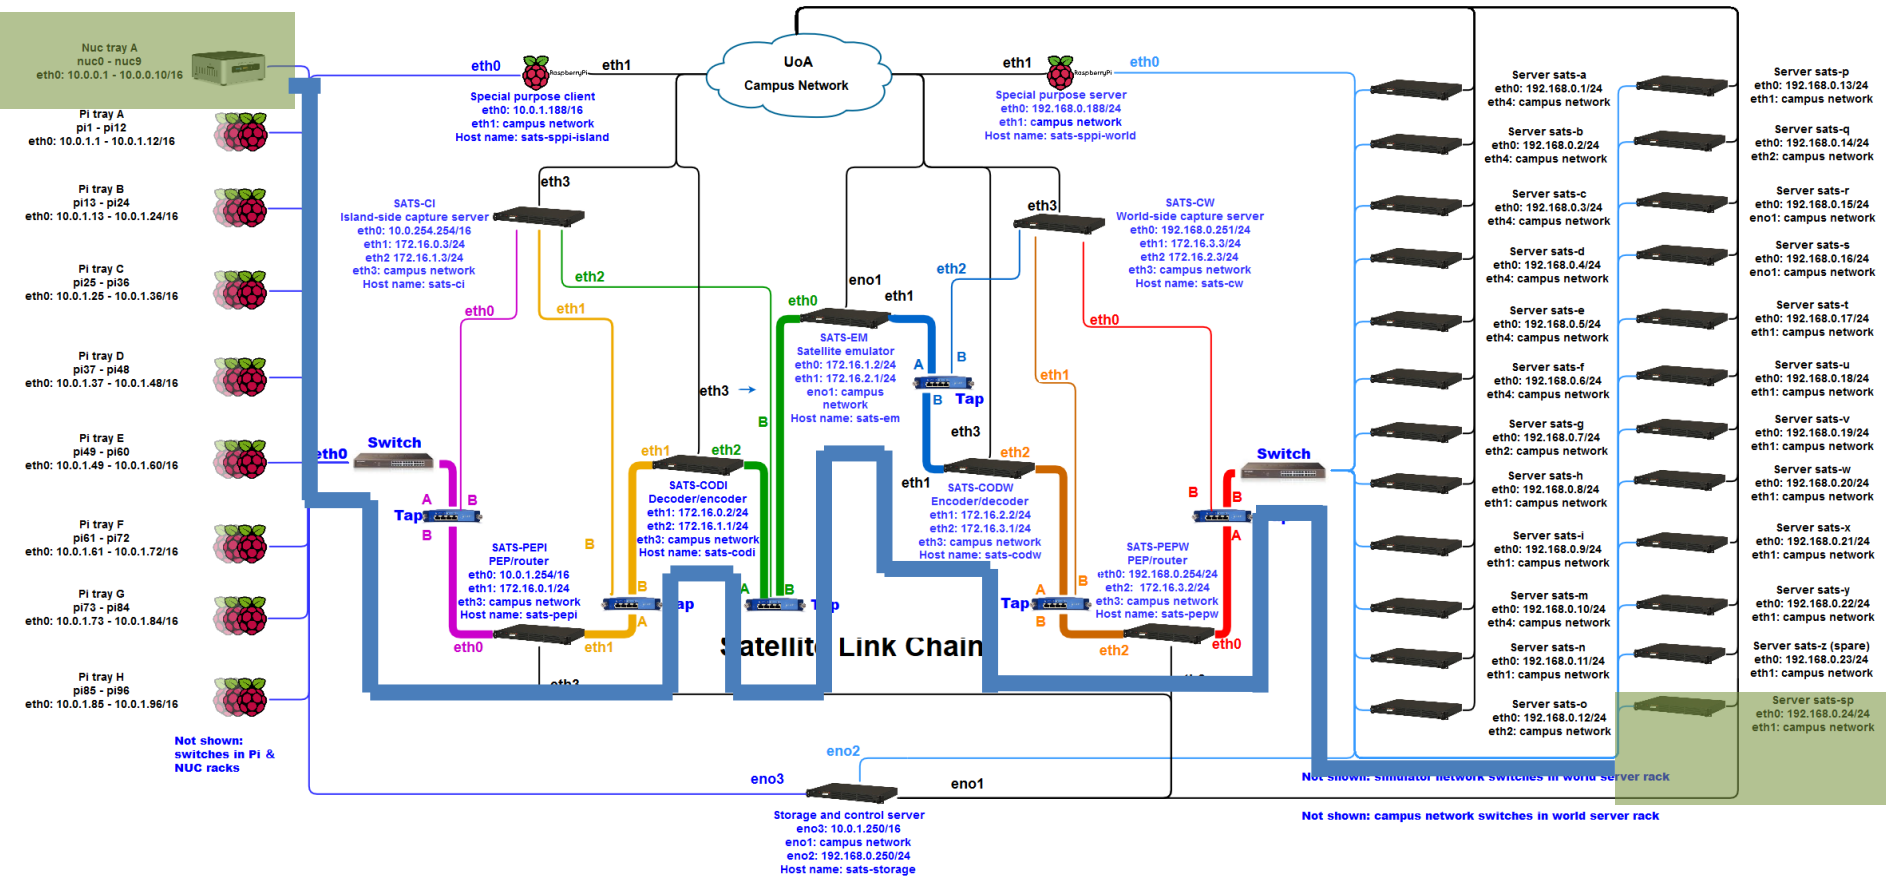 Nuc tray A
nuc0 - nuc9
eth0: 10.0.0.1 - 10.0.0.10/16
Pi tray A
pi1 - pi12
eth0: 10.0.1.1 - 10.0.1.12/16
Pi tray B
pi13 - pi24
eth0: 10.0.1.13 - 10.0.1.24/16
Pi tray C
pi25 - pi36
eth0: 10.0.1.25 - 10.0.1.36/16
Pi tray D
pi37 - pi48
eth0: 10.0.1.37 - 10.0.1.48/16
Pi tray E
pi49 - pi60
eth0: 10.0.1.49 - 10.0.1.60/16
Pi tray F
pi61 - pi72
eth0: 10.0.1.61 - 10.0.1.72/16
Pi tray G
pi73 - pi84
eth0: 10.0.1.73 - 10.0.1.84/16
Pi tray H
pi85 - pi96
eth0: 10.0.1.85 - 10.0.1.96/16
Not shown:
switches in Pi &
NUC racks
eth0
RaspberryPi
eth1
Special purpose client
eth0: 10.0.1.188/16
eth1: campus network
Host name: sats-sppi-island
UoA
Campus Network
eth1
RaspberryPi
eth0
Special purpose server
eth0: 192.168.0.188/24
eth1: campus network
Host name: sats-sppi-world
eth3
SATS-CI
Island-side capture server
eth0: 10.0.254.254/16
eth1: 172.16.0.3/24
eth2 172.16.1.3/24
eth3: campus network
Host name: sats-ci
eth0
eth1
eth2
eth3
SATS-CW
World-side capture server
eth0: 192.168.0.251/24
eth1: 172.16.3.3/24
eth2 172.16.2.3/24
eth3: campus network
Host name: sats-cw
eth2
eth1
eth0
eno1
eth0
eth1
SATS-EM
Satellite emulator
eth0: 172.16.1.2/24
eth1: 172.16.2.1/24
eno1: campus
network
Host name: sats-em
A
B
B
Tap
eth0
Switch
A
B
Tap
B
eth3
B
eth1
eth2
SATS-CODI
Decoder/encoder
eth1: 172.16.0.2/24
eth2: 172.16.1.1/24
eth3: campus network
Host name: sats-codi
SATS-PEPI
PEP/router
eth0: 10.0.1.254/16
eth1: 172.16.0.1/24
eth3: campus network
Host name: sats-pepi
eth0
eth1
eth3
B
B
A
ap
A
B
T
p
eth3
eth1
eth2
SATS-CODW
Encoder/decoder
eth1: 172.16.2.2/24
eth2: 172.16.3.1/24
eth3: campus network
Host name: sats-codw
A
B
Tap
B
SATS-PEPW
PEP/router
eth0: 192.168.0.254/24
eth2: 172.16.3.2/24
eth3: campus network
Host name: sats-pepw
eth2
eth0
Switch
B
B
A
Satellite Link Chain
eno2
eno3
eno1
Storage and control server
eno3: 10.0.1.250/16
eno1: campus network
eno2: 192.168.0.250/24
Host name: sats-storage
Server sats-a
eth0: 192.168.0.1/24
eth4: campus network
Server sats-b
eth0: 192.168.0.2/24
eth4: campus network
Server sats-c
eth0: 192.168.0.3/24
eth4: campus network
Server sats-d
eth0: 192.168.0.4/24
eth4: campus network
Server sats-e
eth0: 192.168.0.5/24
eth4: campus network
Server sats-f
eth0: 192.168.0.6/24
eth4: campus network
Server sats-g
eth0: 192.168.0.7/24
eth2: campus network
Server sats-h
eth0: 192.168.0.8/24
eth1: campus network
Server sats-i
eth0: 192.168.0.9/24
eth1: campus network
Server sats-m
eth0: 192.168.0.10/24
eth4: campus network
Server sats-n
eth0: 192.168.0.11/24
eth1: campus network
Server sats-o
eth0: 192.168.0.12/24
eth2: campus network
Server sats-p
eth0: 192.168.0.13/24
eth1: campus network
Server sats-q
eth0: 192.168.0.14/24
eth2: campus network
Server sats-r
eth0: 192.168.0.15/24
eno1: campus network
Server sats-s
eth0: 192.168.0.16/24
eno1: campus network
Server sats-t
eth0: 192.168.0.17/24
eth1: campus network
Server sats-u
eth0: 192.168.0.18/24
eth1: campus network
Server sats-v
eth0: 192.168.0.19/24
eth1: campus network
Server sats-w
eth0: 192.168.0.20/24
eth1: campus network
Server sats-x
eth0: 192.168.0.21/24
eth1: campus network
Server sats-y
eth0: 192.168.0.22/24
eth1: campus network
Server sats-z (spare)
eth0: 192.168.0.23/24
eth1: campus network
Server sats-sp
eth0: 192.168.0.24/24
eth1: campus network
Not shown: simulator network switches in world server rack
Not shown: campus network switches in world server rack